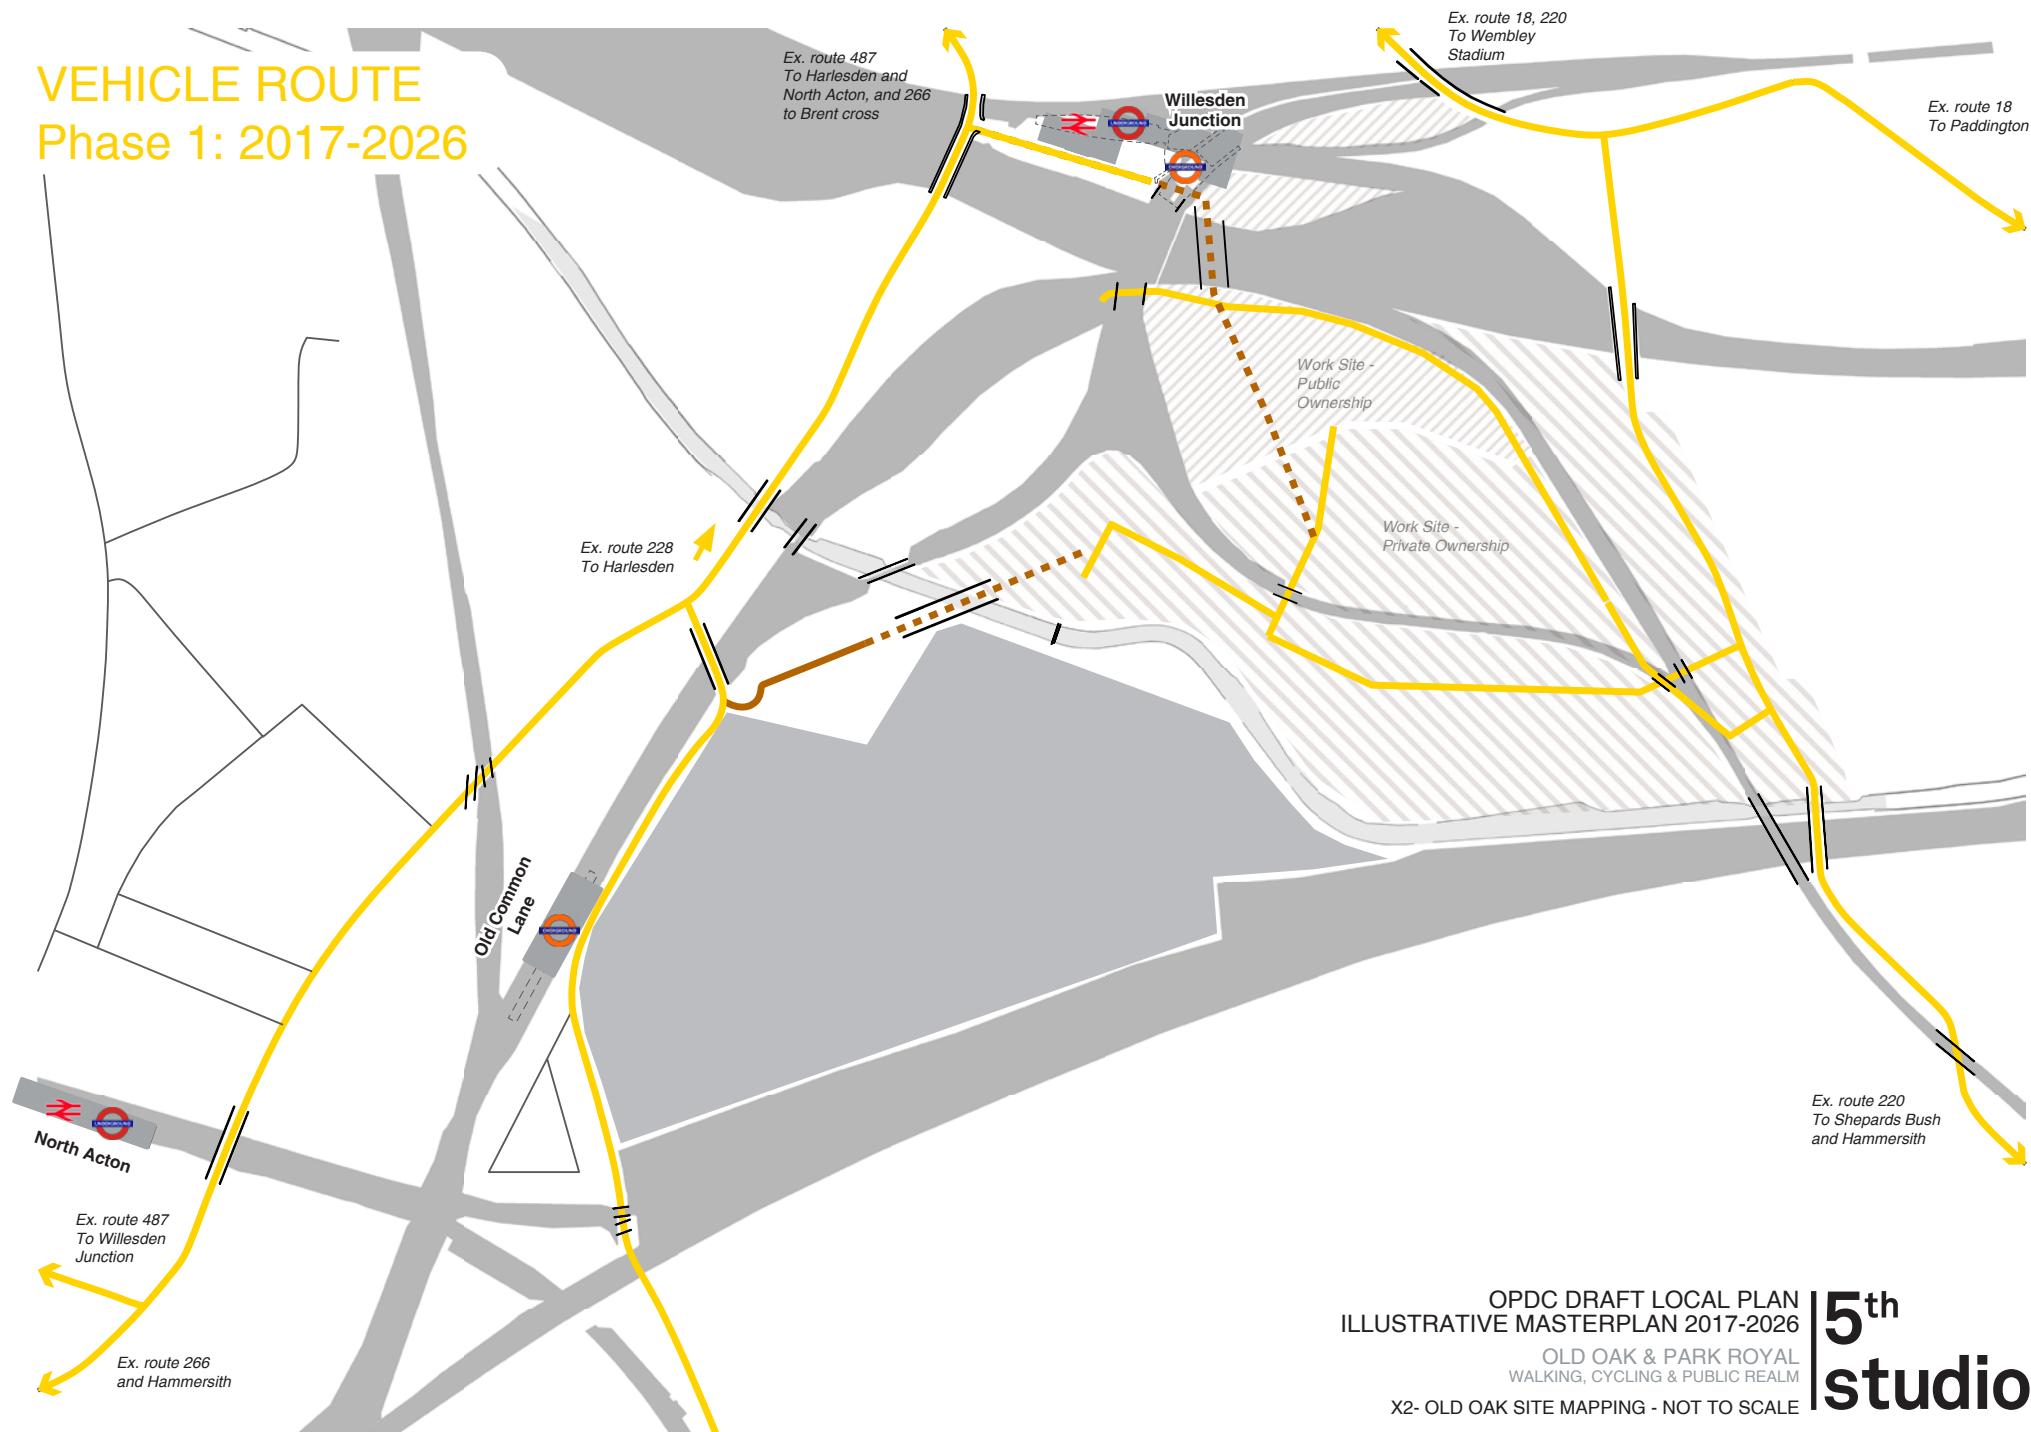 VEHICLE ROUTE
Phase 1: 2017-2026
Ex. route 487
To Harlesden and
North Acton, and 266
to Brent cross
Ex. route 18, 220
To Wembley
Stadium
Ex. route 18
To Paddington
Willesden
Junction
UNDERGROUND
OVERGROUND
Work Site -
Public
Ownership
Work Site -
Private Ownership
Ex. route 228
To Harlesden
Old Common
Lane
OVERGROUND
UNDERGROUND
North Acton
Ex. route 487
To Willesden
Junction
Ex. route 266
and Hammersith
Ex. route 220
To Shepards Bush
and Hammersith
OPDC DRAFT LOCAL PLAN
ILLUSTRATIVE MASTERPLAN 2017-2026
OLD OAK & PARK ROYAL
WALKING, CYCLING & PUBLIC REALM
X2- OLD OAK SITE MAPPING - NOT TO SCALE
5th
studio